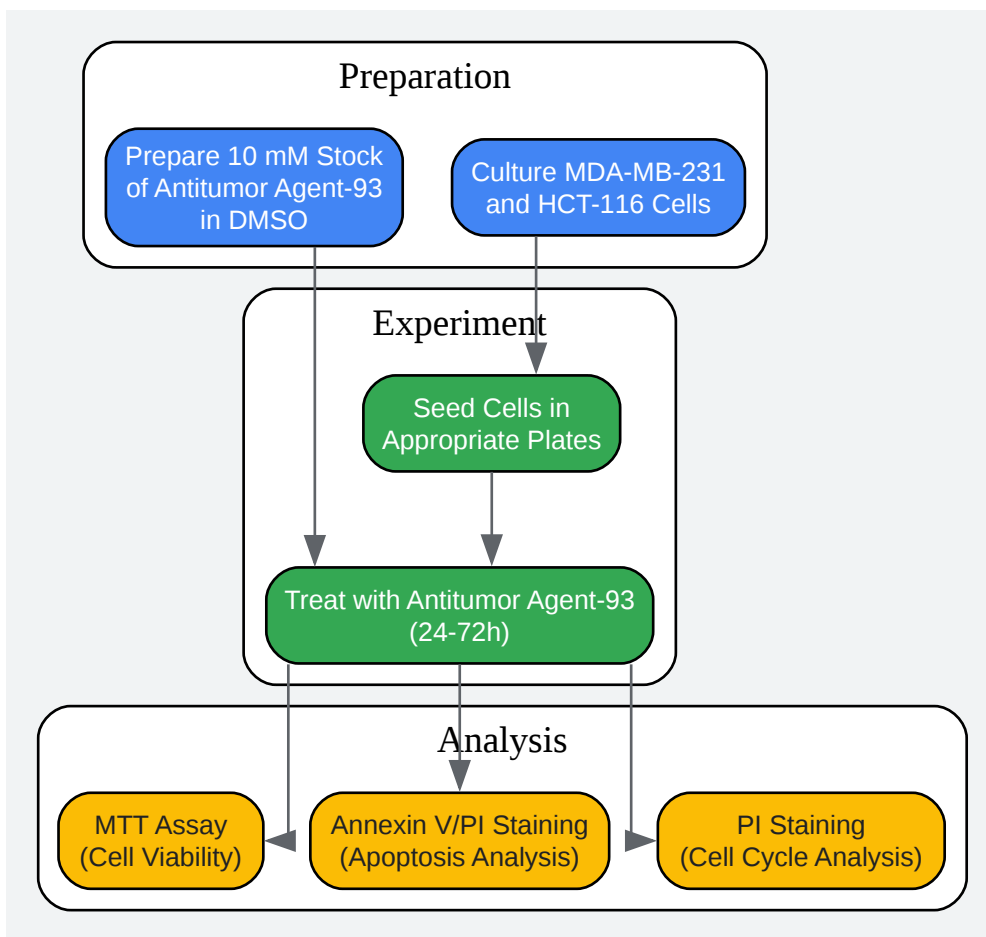 Preparation
Prepare 10 mM Stock
of Antitumor Agent-93
in DMSO
Culture MDA-MB-231
and HCT-116 Cells
Experiment
Seed Cells in
Appropriate Plates
Treat with Antitumor Agent-93
(24-72h)
Analysis
MTT Assay
(Cell Viability)
Annexin V/PI Staining
(Apoptosis Analysis)
PI Staining
(Cell Cycle Analysis)